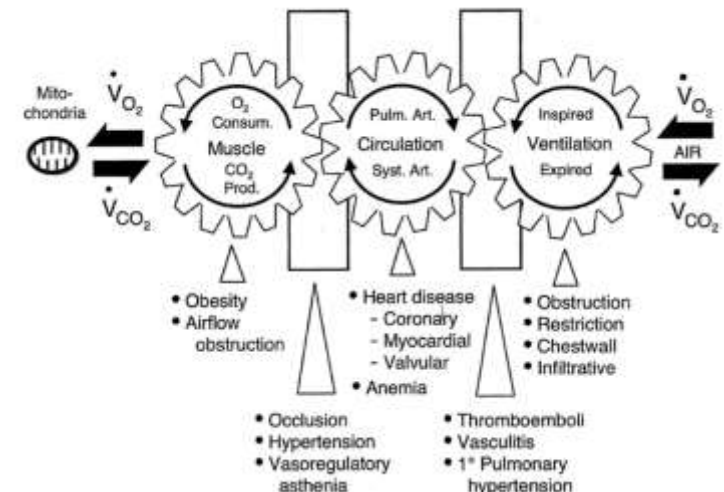 Mito-
chondria
V̇O₂
V̇CO₂
O₂
Consum.
Muscle
CO₂
Prod.
Pulm. Art.
Circulation
Syst. Art.
Inspired
Ventilation
Expired
V̇O₂
AIR
V̇CO₂
• Obesity
• Airflow
obstruction
• Heart disease
- Coronary
- Myocardial
- Valvular
• Anemia
• Obstruction
• Restriction
• Chestwall
• Infiltrative
• Occlusion
• Hypertension
• Vasoregulatory
asthenia
• Thromboemboli
• Vasculitis
• 1° Pulmonary
hypertension